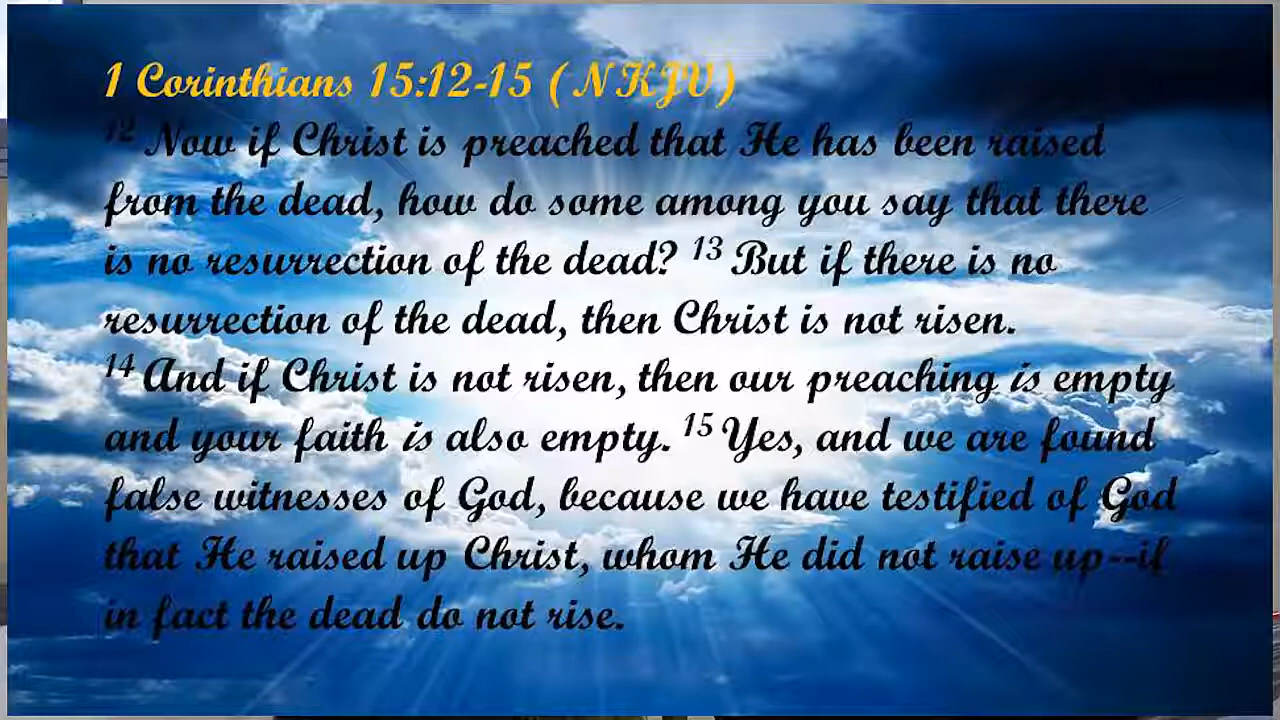 1 Corinthians 15:12-15 (NKJV)
12 Now if Christ is preached that He has been raised
from the dead, how do some among you say that there
is no resurrection of the dead? 13 But if there is no
resurrection of the dead, then Christ is not risen.
14 And if Christ is not risen, then our preaching is empty
and your faith is also empty. 15 Yes, and we are found
false witnesses of God, because we have testified of God
that He raised up Christ, whom He did not raise up--if
in fact the dead do not rise.